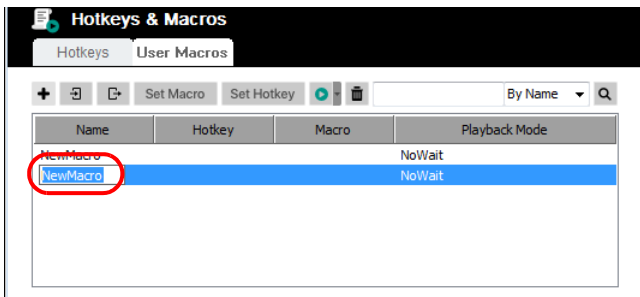 Hotkeys & Macros
Hotkeys User Macros
Set Macro Set Hotkey By Name
Name Hotkey Macro Playback Mode
NewMacro NoWait
NewMacro NoWait